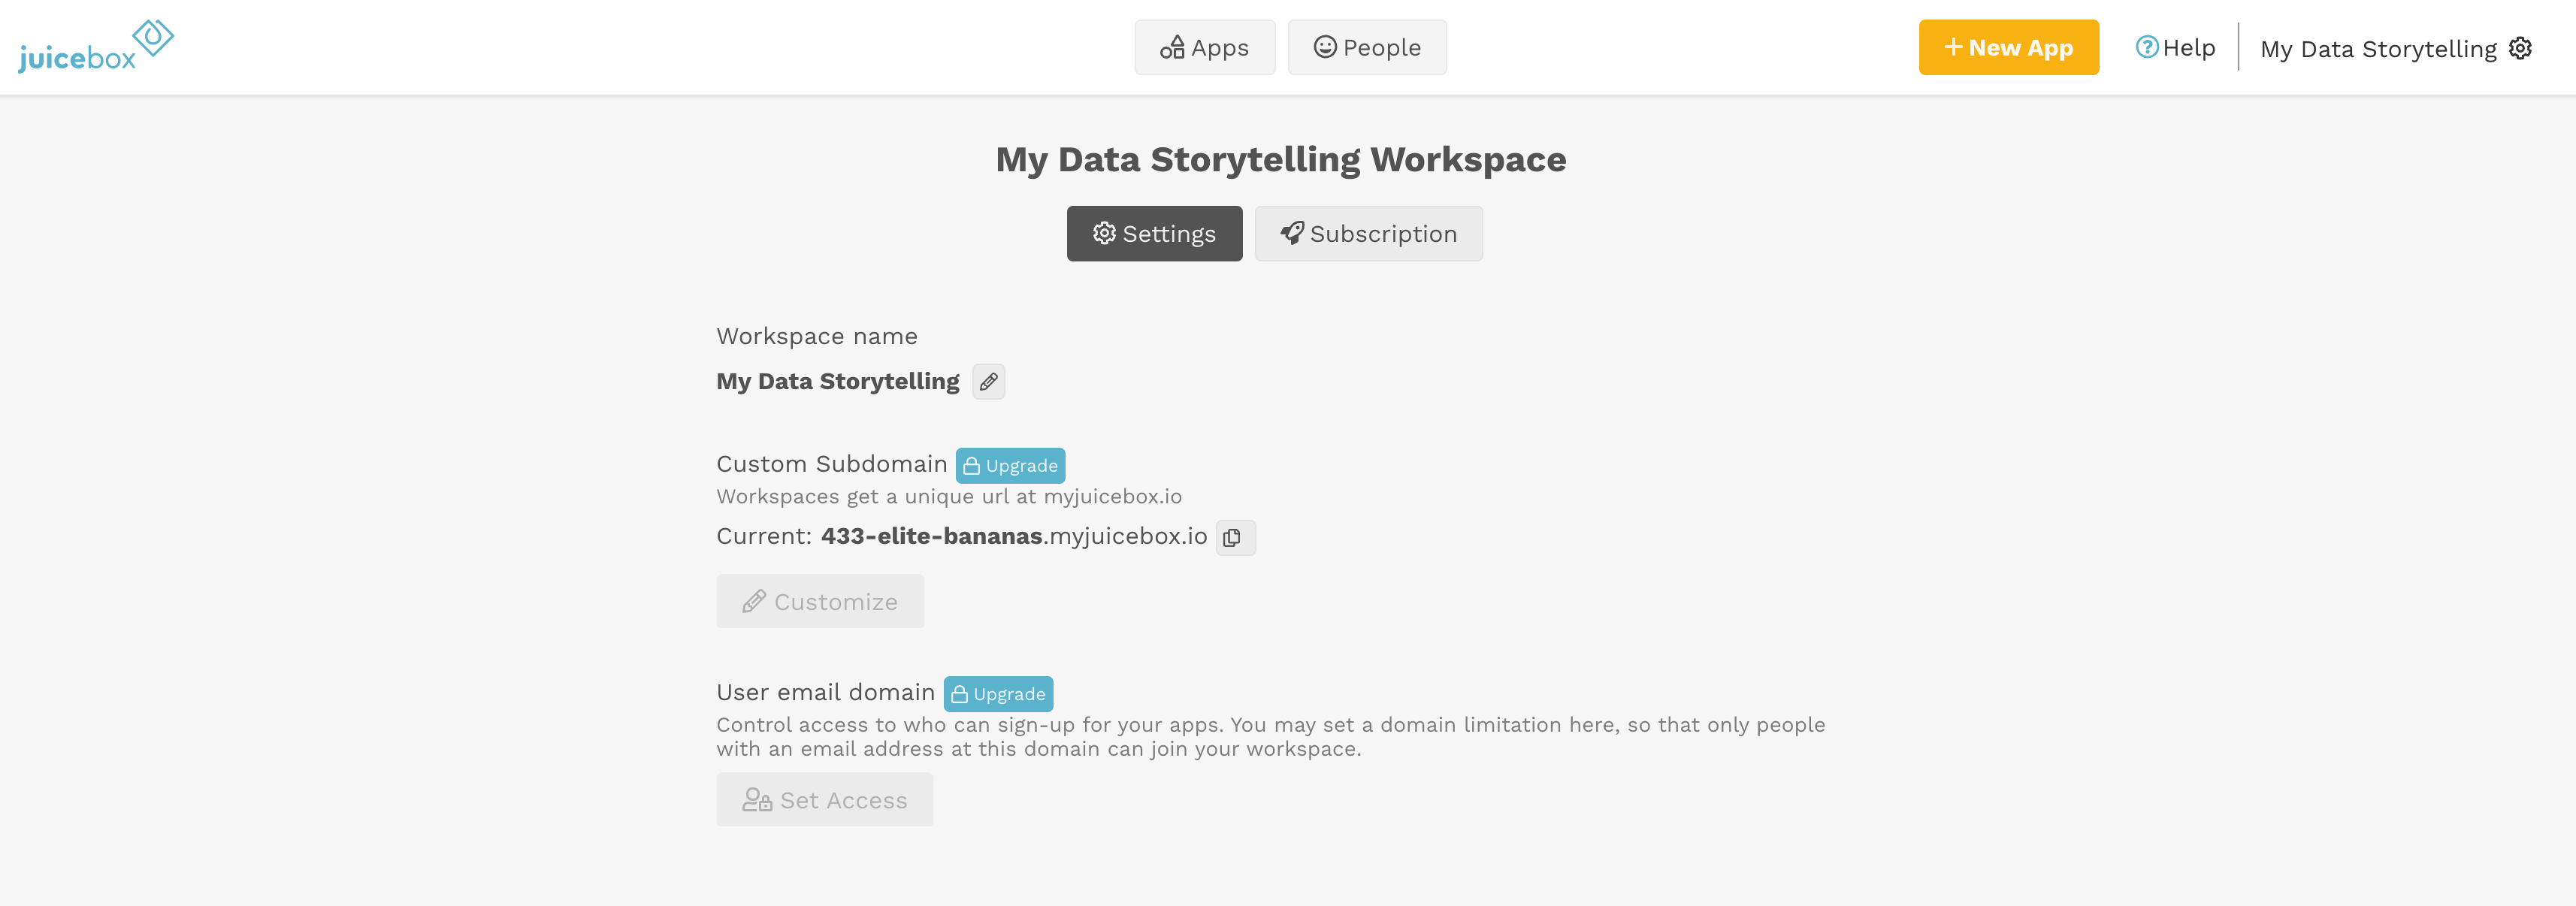 juicebox
Apps
People
New App
Help
My Data Storytelling
My Data Storytelling Workspace
Settings
Subscription
Workspace name
My Data Storytelling
Custom Subdomain Upgrade
Workspaces get a unique url at myjuicebox.io
Current: 433-elite-bananas.myjuicebox.io
Customize
User email domain Upgrade
Control access to who can sign-up for your apps. You may set a domain limitation here, so that only people
with an email address at this domain can join your workspace.
Set Access